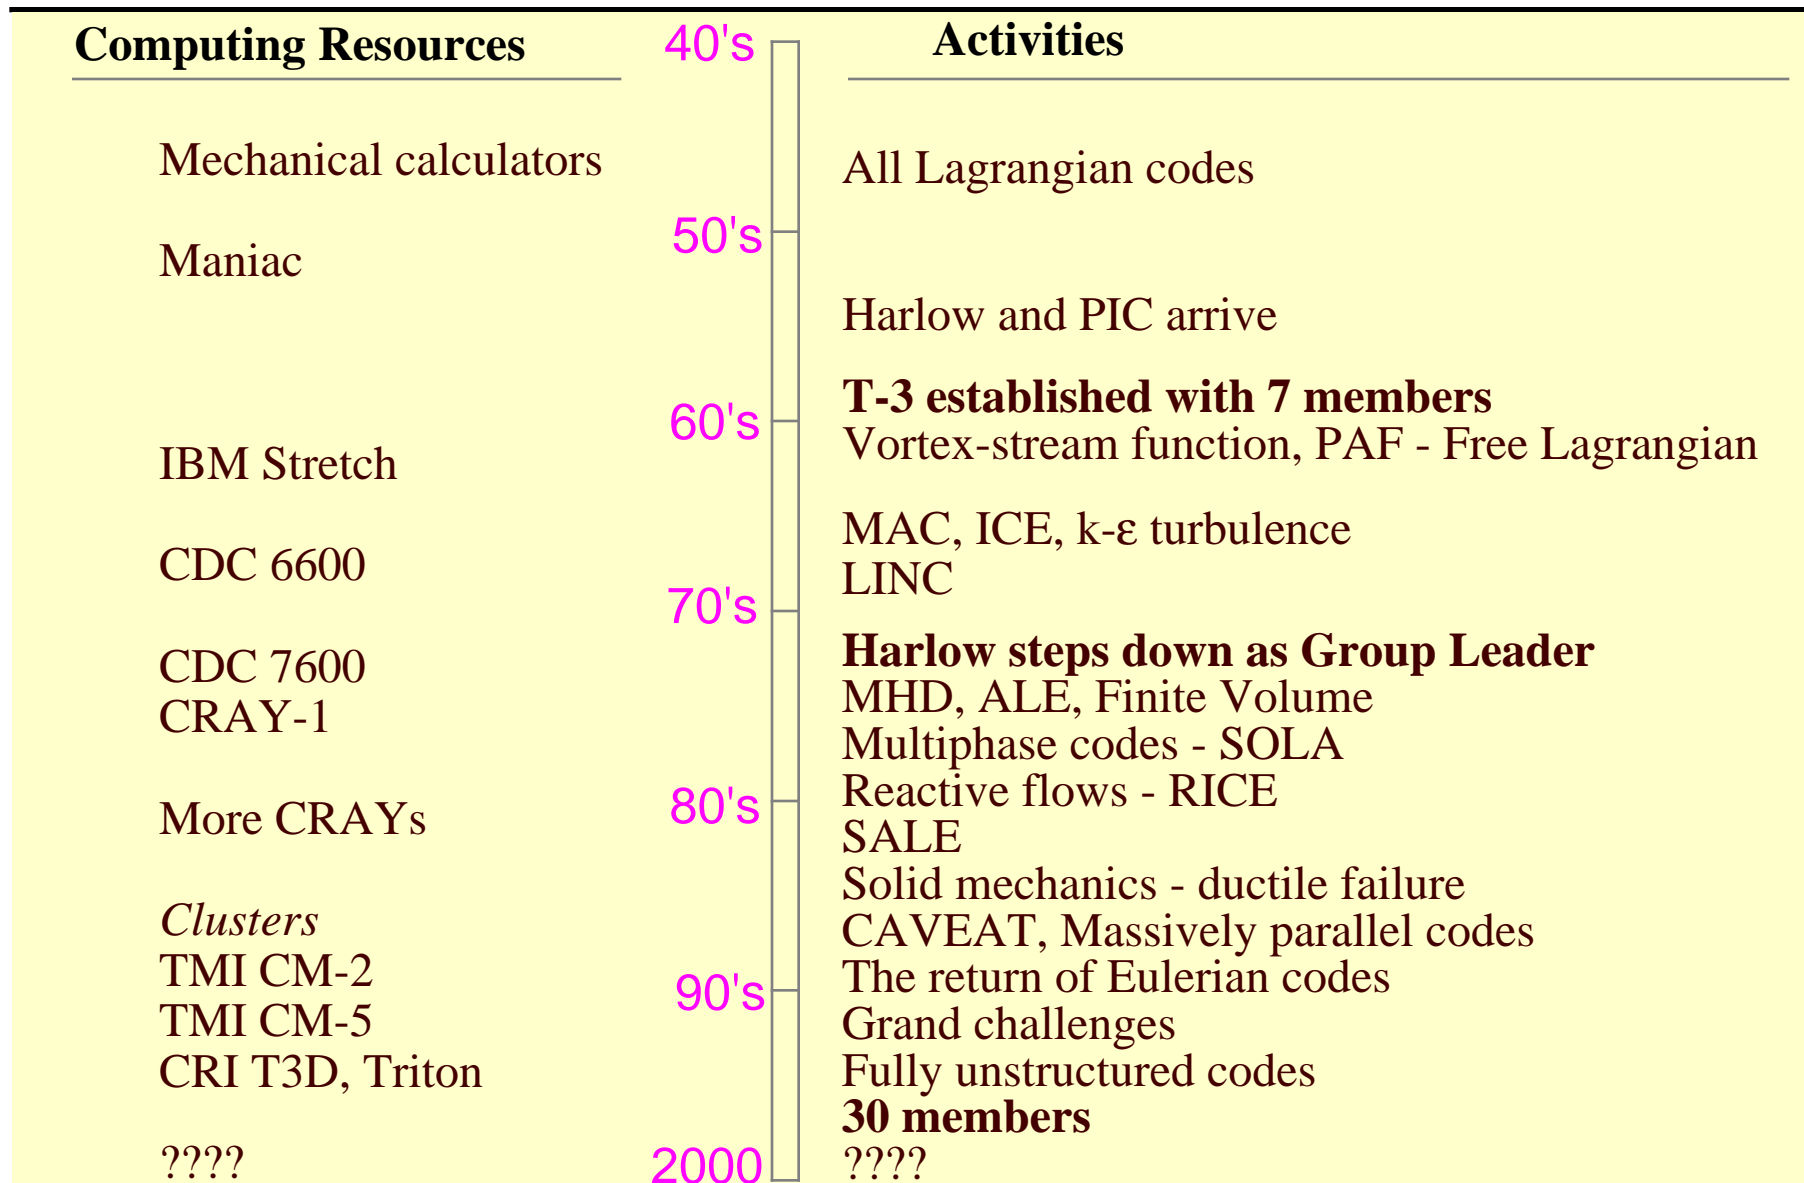 Computing Resources
Mechanical calculators
Maniac
IBM Stretch
CDC 6600
CDC 7600
CRAY-1
More CRAYs
Clusters
TMI CM-2
TMI CM-5
CRI T3D, Triton
????
40's
50's
60's
70's
80's
90's
2000
Activities
All Lagrangian codes
Harlow and PIC arrive
T-3 established with 7 members
Vortex-stream function, PAF - Free Lagrangian
MAC, ICE, k-ε turbulence
LINC
Harlow steps down as Group Leader
MHD, ALE, Finite Volume
Multiphase codes - SOLA
Reactive flows - RICE
SALE
Solid mechanics - ductile failure
CAVEAT, Massively parallel codes
The return of Eulerian codes
Grand challenges
Fully unstructured codes
30 members
????